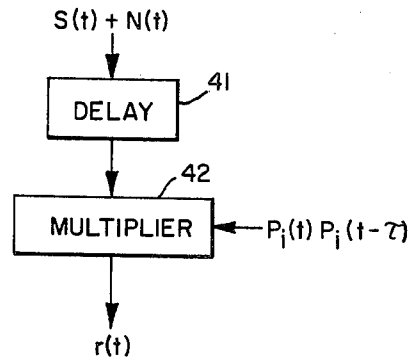 S(t) + N(t)
41
DELAY
42
MULTIPLIER
Pi(t) Pi (t-τ)
r(t)